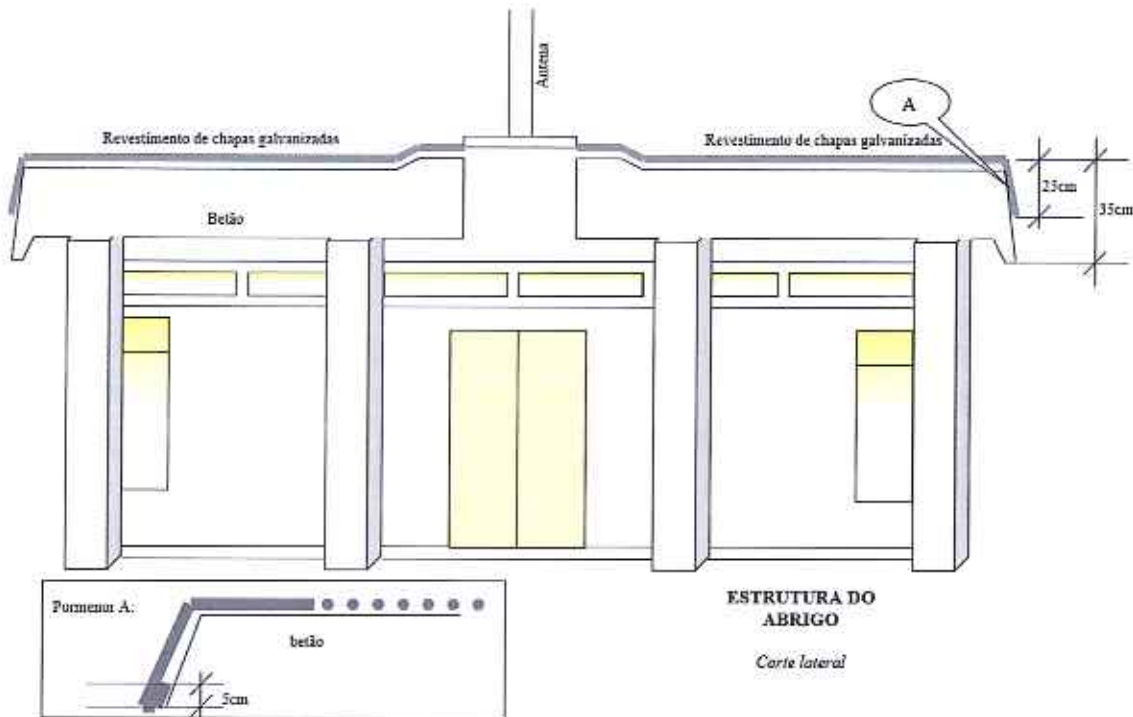 Antena
A
Revestimento de chapas galvanizadas
Revestimento de chapas galvanizadas
25cm
35cm
Betão
Pormenor A:
betão
5cm
ESTRUTURA DO
ABRIGO
Corte lateral